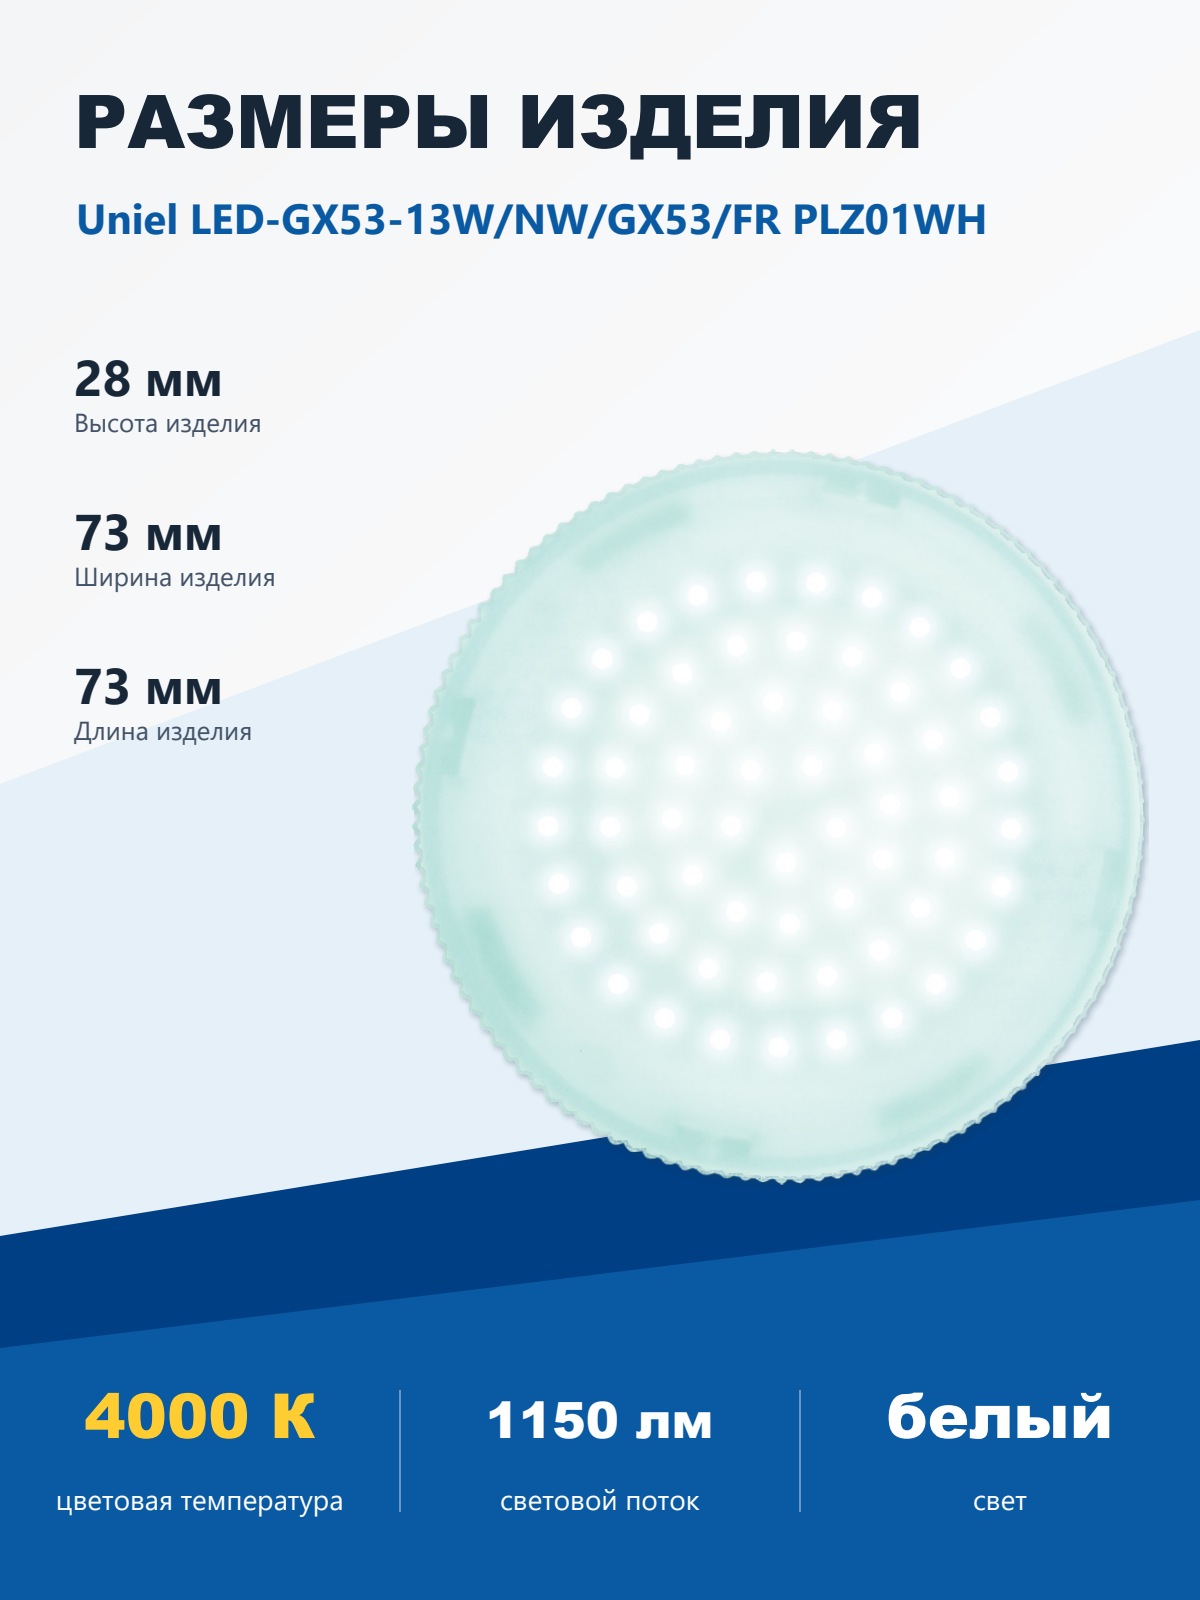 РАЗМЕРЫ ИЗДЕЛИЯ
Uniel LED-GX53-13W/NW/GX53/FR PLZ01WH
28 мм
Высота изделия
73 мм
Ширина изделия
73 мм
Длина изделия
4000 К
цветовая температура
1150 лм
световой поток
белый
свет